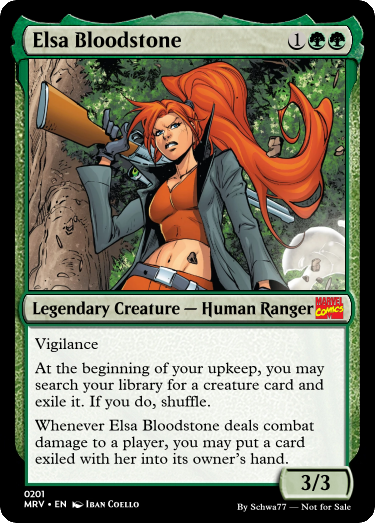 Elsa Bloodstone 1
Legendary Creature — Human Ranger MARVEL COMICS
Vigilance
At the beginning of your upkeep, you may
search your library for a creature card and
exile it. If you do, shuffle.
Whenever Elsa Bloodstone deals combat
damage to a player, you may put a card
exiled with her into its owner's hand.
3/3
0201
MRV • EN Iban Coello
By Schwa77 — Not for Sale